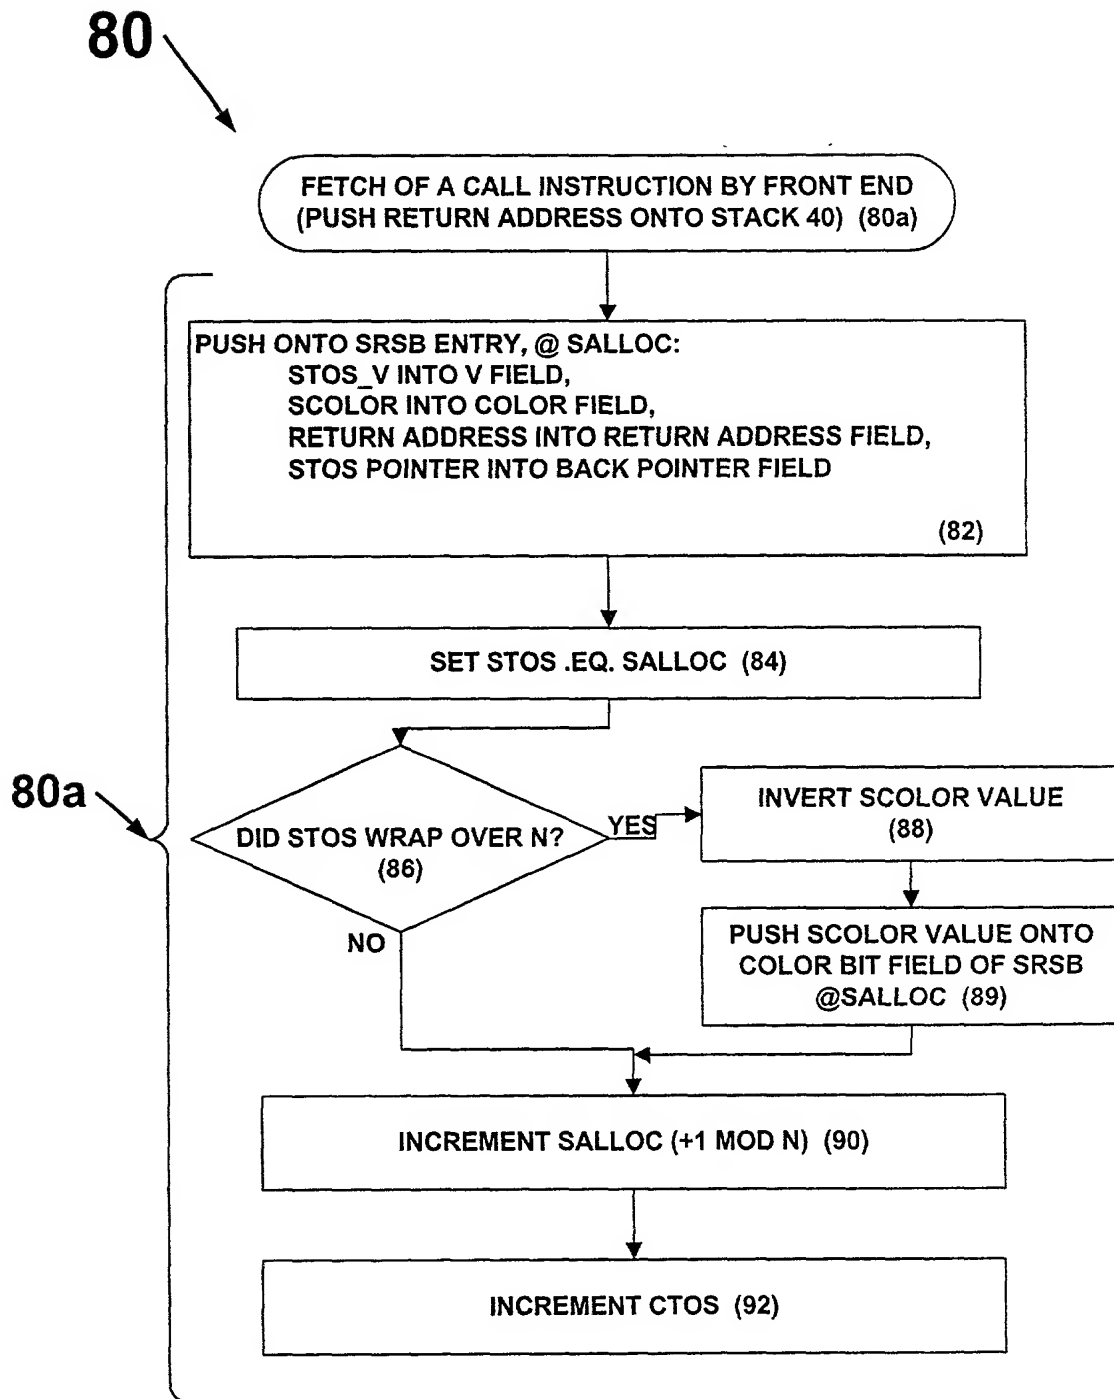 80
FETCH OF A CALL INSTRUCTION BY FRONT END
(PUSH RETURN ADDRESS ONTO STACK 40) (80a)
PUSH ONTO SRSB ENTRY, @ SALLOC:
STOS_V INTO V FIELD,
SCOLOR INTO COLOR FIELD,
RETURN ADDRESS INTO RETURN ADDRESS FIELD,
STOS POINTER INTO BACK POINTER FIELD
(82)
SET STOS .EQ. SALLOC (84)
80a
DID STOS WRAP OVER N?
(86)
YES
INVERT SCOLOR VALUE
(88)
NO
PUSH SCOLOR VALUE ONTO
COLOR BIT FIELD OF SRSB
@SALLOC (89)
INCREMENT SALLOC (+1 MOD N) (90)
INCREMENT CTOS (92)